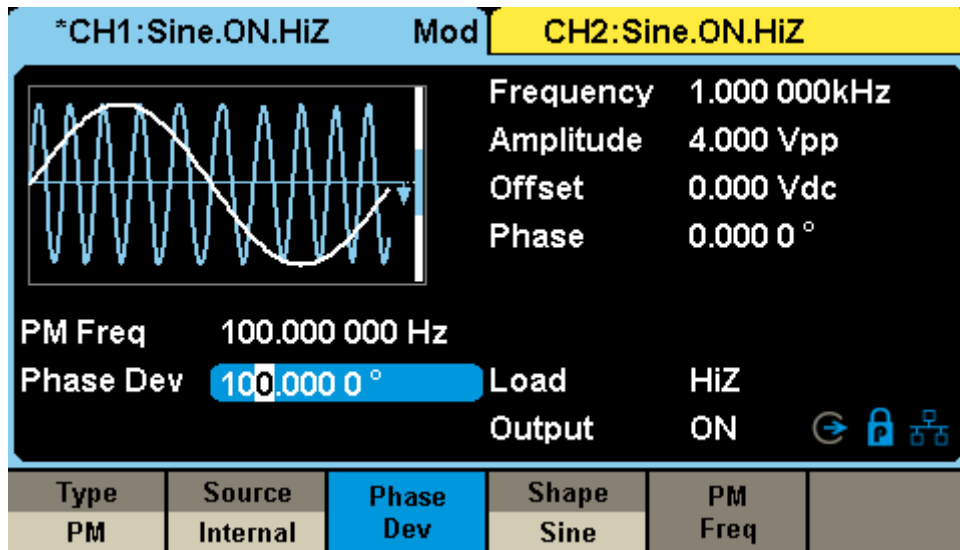 *CH1:Sine.ON.HiZ Mod CH2:Sine.ON.HiZ
Frequency 1.000 000kHz
Amplitude 4.000 Vpp
Offset 0.000 Vdc
Phase 0.000 0 °
PM Freq 100.000 000 Hz
Phase Dev 100.000 0 ° Load HiZ
Output ON P
Type Source Phase Dev Shape PM Freq
PM Internal Sine